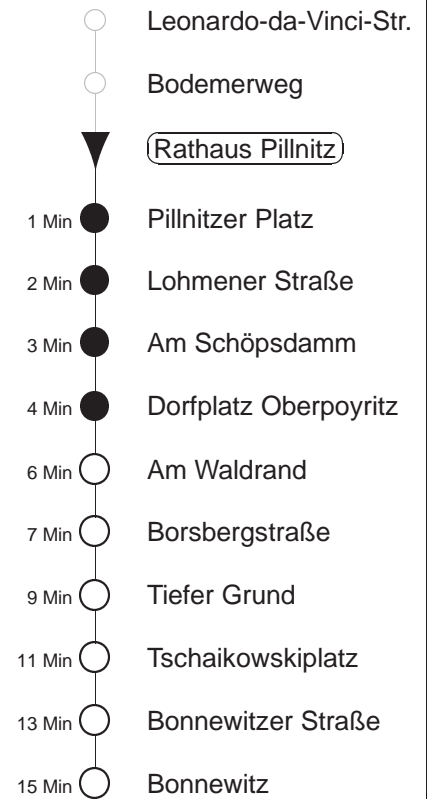 Leonardo-da-Vinci-Str.
Bodemerweg
Rathaus Pillnitz
1 Min Pillnitzer Platz
2 Min Lohmener Straße
3 Min Am Schöpsdamm
4 Min Dorfplatz Oberpoyritz
6 Min Am Waldrand
7 Min Borsbergstraße
9 Min Tiefer Grund
11 Min Tschaikowskiplatz
13 Min Bonnewitzer Straße
15 Min Bonnewitz